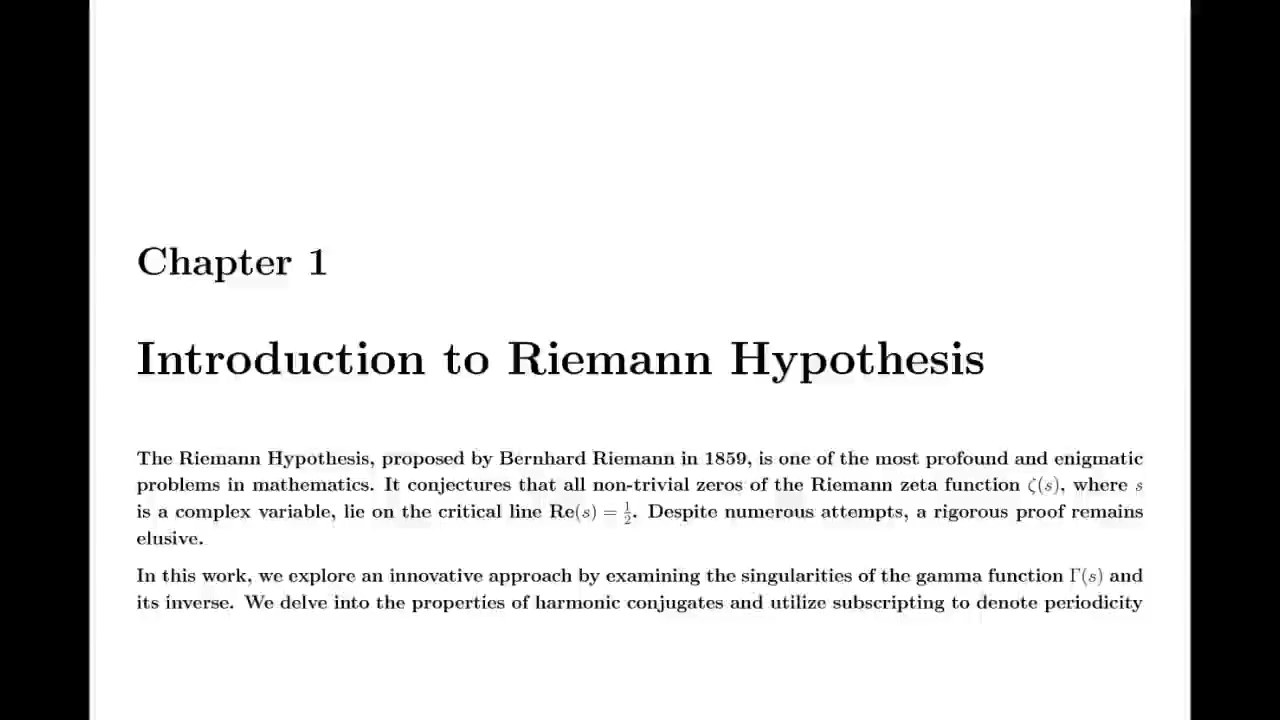 Chapter 1
Introduction to Riemann Hypothesis
The Riemann Hypothesis, proposed by Bernhard Riemann in 1859, is one of the most profound and enigmatic
problems in mathematics. It conjectures that all non-trivial zeros of the Riemann zeta function ζ(s), where s
is a complex variable, lie on the critical line Re(s) = 1/2. Despite numerous attempts, a rigorous proof remains
elusive.
In this work, we explore an innovative approach by examining the singularities of the gamma function Γ(s) and
its inverse. We delve into the properties of harmonic conjugates and utilize subscripting to denote periodicity